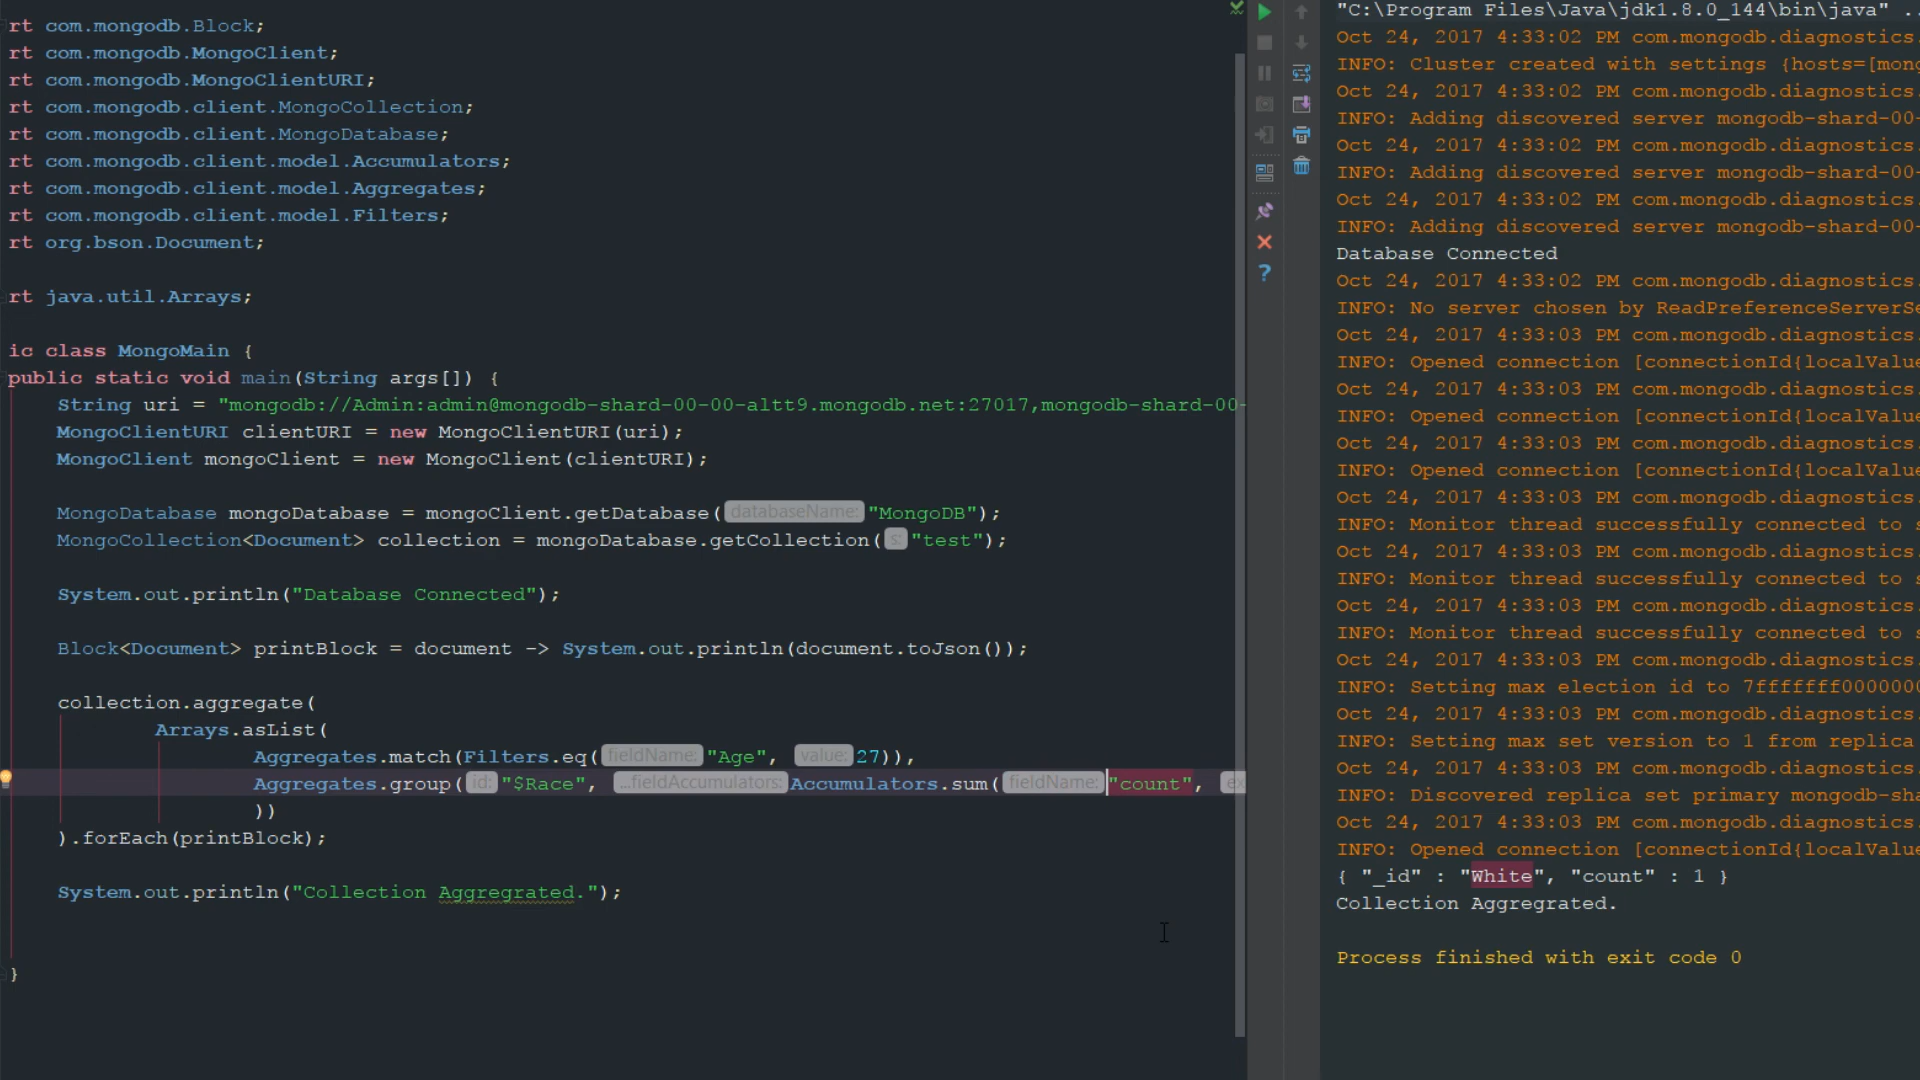 rt com.mongodb.Block;
rt com.mongodb.MongoClient;
rt com.mongodb.MongoClientURI;
rt com.mongodb.client.MongoCollection;
rt com.mongodb.client.MongoDatabase;
rt com.mongodb.client.model.Accumulators;
rt com.mongodb.client.model.Aggregates;
rt com.mongodb.client.model.Filters;
rt org.bson.Document;
rt java.util.Arrays;
ic class MongoMain {
public static void main(String args[]) {
String uri = "mongodb://Admin:admin@mongodb-shard-00-00-altt9.mongodb.net:27017,mongodb-shard-00-
MongoClientURI clientURI = new MongoClientURI(uri);
MongoClient mongoClient = new MongoClient(clientURI);
MongoDatabase mongoDatabase = mongoClient.getDatabase( databaseName: "MongoDB");
MongoCollection<Document> collection = mongoDatabase.getCollection( s: "test");
System.out.println("Database Connected");
Block<Document> printBlock = document -> System.out.println(document.toJson());
collection.aggregate(
Arrays.asList(
Aggregates.match(Filters.eq( fieldName: "Age", value: 27)),
Aggregates.group( id: "$Race", ...fieldAccumulators: Accumulators.sum( fieldName: "count", ex
))
).forEach(printBlock);
System.out.println("Collection Aggregrated.");
}
"C:\Program Files\Java\jdk1.8.0_144\bin\java" ..
Oct 24, 2017 4:33:02 PM com.mongodb.diagnostics.
INFO: Cluster created with settings {hosts=[mong
Oct 24, 2017 4:33:02 PM com.mongodb.diagnostics.
INFO: Adding discovered server mongodb-shard-00-
Oct 24, 2017 4:33:02 PM com.mongodb.diagnostics.
INFO: Adding discovered server mongodb-shard-00-
Oct 24, 2017 4:33:02 PM com.mongodb.diagnostics.
INFO: Adding discovered server mongodb-shard-00-
Database Connected
Oct 24, 2017 4:33:02 PM com.mongodb.diagnostics.
INFO: No server chosen by ReadPreferenceServerSe
Oct 24, 2017 4:33:03 PM com.mongodb.diagnostics.
INFO: Opened connection [connectionId{localValue
Oct 24, 2017 4:33:03 PM com.mongodb.diagnostics.
INFO: Opened connection [connectionId{localValue
Oct 24, 2017 4:33:03 PM com.mongodb.diagnostics.
INFO: Opened connection [connectionId{localValue
Oct 24, 2017 4:33:03 PM com.mongodb.diagnostics.
INFO: Monitor thread successfully connected to s
Oct 24, 2017 4:33:03 PM com.mongodb.diagnostics.
INFO: Monitor thread successfully connected to s
Oct 24, 2017 4:33:03 PM com.mongodb.diagnostics.
INFO: Monitor thread successfully connected to s
Oct 24, 2017 4:33:03 PM com.mongodb.diagnostics.
INFO: Setting max election id to 7fffffff0000000
Oct 24, 2017 4:33:03 PM com.mongodb.diagnostics.
INFO: Setting max set version to 1 from replica
Oct 24, 2017 4:33:03 PM com.mongodb.diagnostics.
INFO: Discovered replica set primary mongodb-sha
Oct 24, 2017 4:33:03 PM com.mongodb.diagnostics.
INFO: Opened connection [connectionId{localValue
{ "_id" : "White", "count" : 1 }
Collection Aggregrated.
Process finished with exit code 0